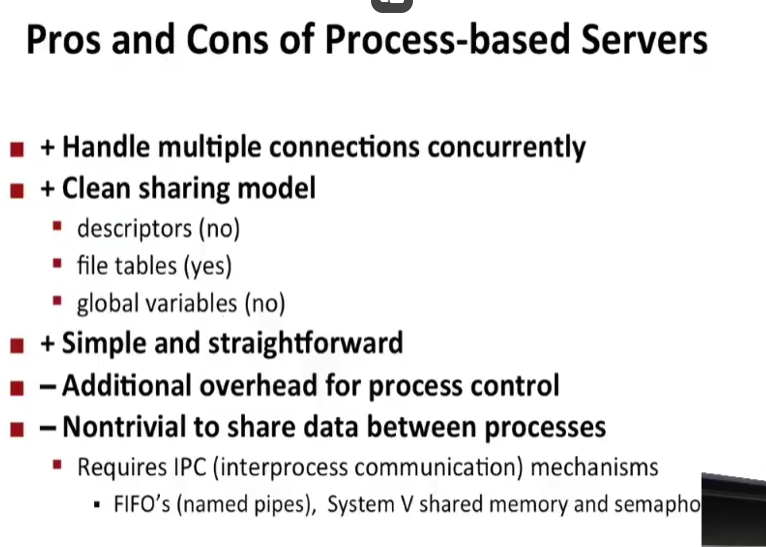 Pros and Cons of Process-based Servers
+ Handle multiple connections concurrently
+ Clean sharing model
descriptors (no)
file tables (yes)
global variables (no)
+ Simple and straightforward
– Additional overhead for process control
– Nontrivial to share data between processes
Requires IPC (interprocess communication) mechanisms
FIFO's (named pipes), System V shared memory and